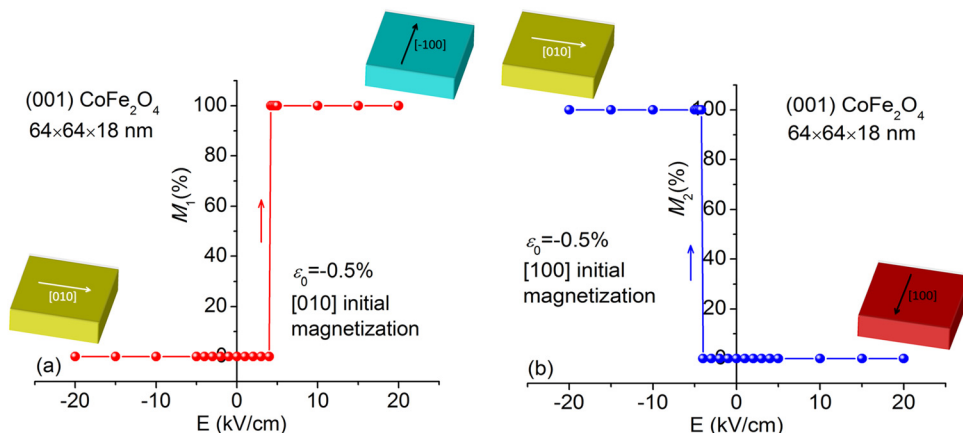 [-100]
[010]
(001) CoFe₂O₄
64×64×18 nm
100
80
60
40
20
0
M₁(%)
ε₀=-0.5%
[010] initial
magnetization
[010]
(a)
-20
-10
0
10
20
E (kV/cm)
(001) CoFe₂O₄
64×64×18 nm
100
80
60
40
20
0
M₂(%)
ε₀=-0.5%
[100] initial
magnetization
[100]
(b)
-20
-10
0
10
20
E (kV/cm)